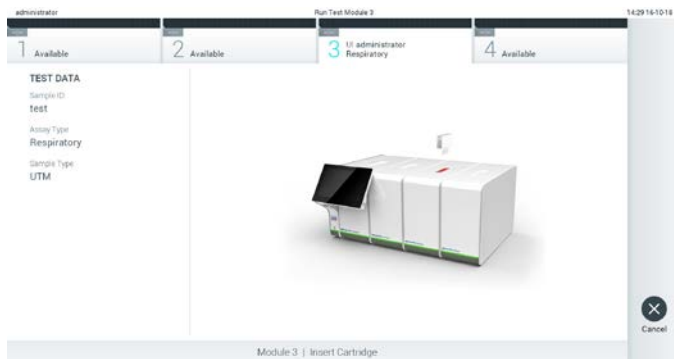 administrator
Run Test Module 3
14:29 16-10-18
1 Available
2 Available
3 UI administrator
Respiratory
4 Available
TEST DATA
Sample ID
test
Assay Type
Respiratory
Sample Type
UTM
Cancel
Module 3 | Insert Cartridge